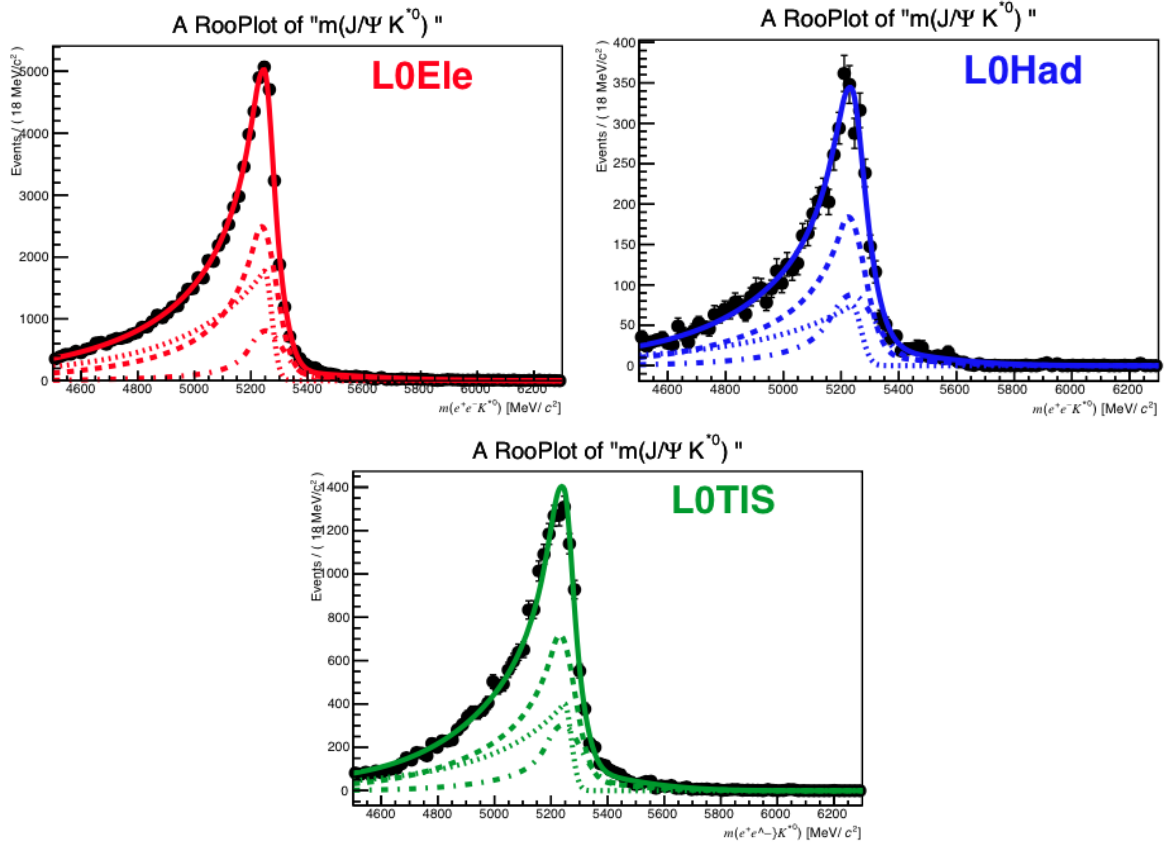 A RooPlot of "m(J/Ψ K*0) "
L0Ele
Events / ( 18 MeV/c²)
5000
4000
3000
2000
1000
0
4600 4800 5000 5200 5400 5600 5800 6000 6200
m(e⁺e⁻K*⁰) [MeV/c²]
A RooPlot of "m(J/Ψ K*0) "
L0Had
Events / ( 18 MeV/c²)
400
350
300
250
200
150
100
50
0
4600 4800 5000 5200 5400 5600 5800 6000 6200
m(e⁺e⁻K*⁰) [MeV/c²]
A RooPlot of "m(J/Ψ K*0) "
L0TIS
Events / ( 18 MeV/c²)
1400
1200
1000
800
600
400
200
0
4600 4800 5000 5200 5400 5600 5800 6000 6200
m(e⁺e^-}K*⁰) [MeV/c²]